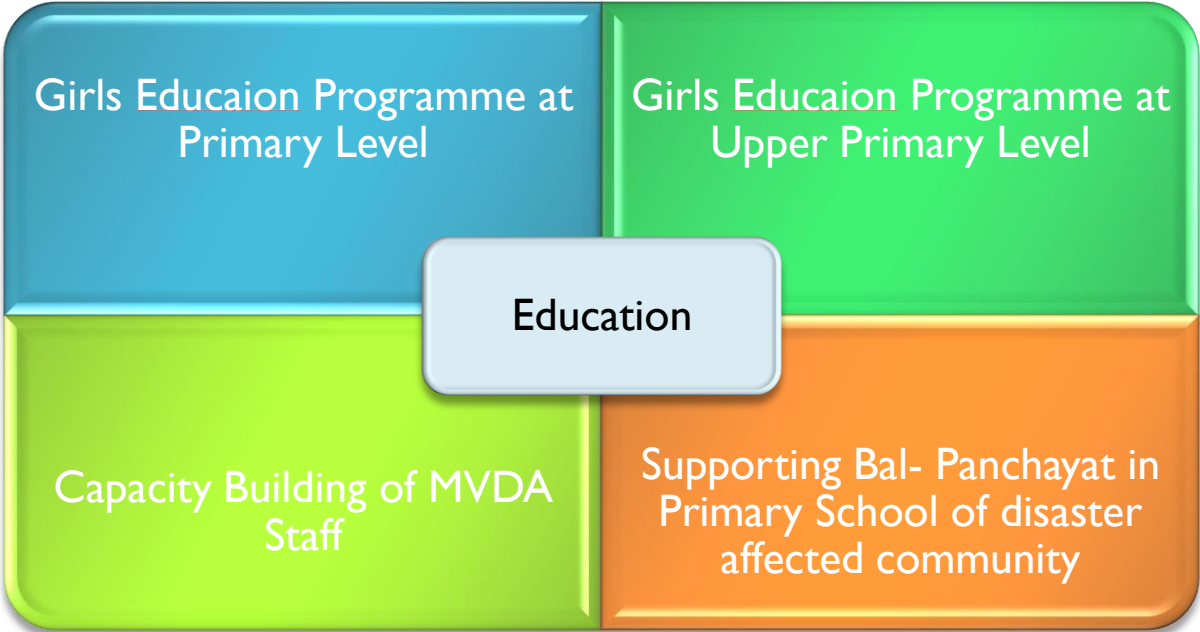 Girls Educaion Programme at
Primary Level
Girls Educaion Programme at
Upper Primary Level
Education
Capacity Building of MVDA
Staff
Supporting Bal- Panchayat in
Primary School of disaster
affected community